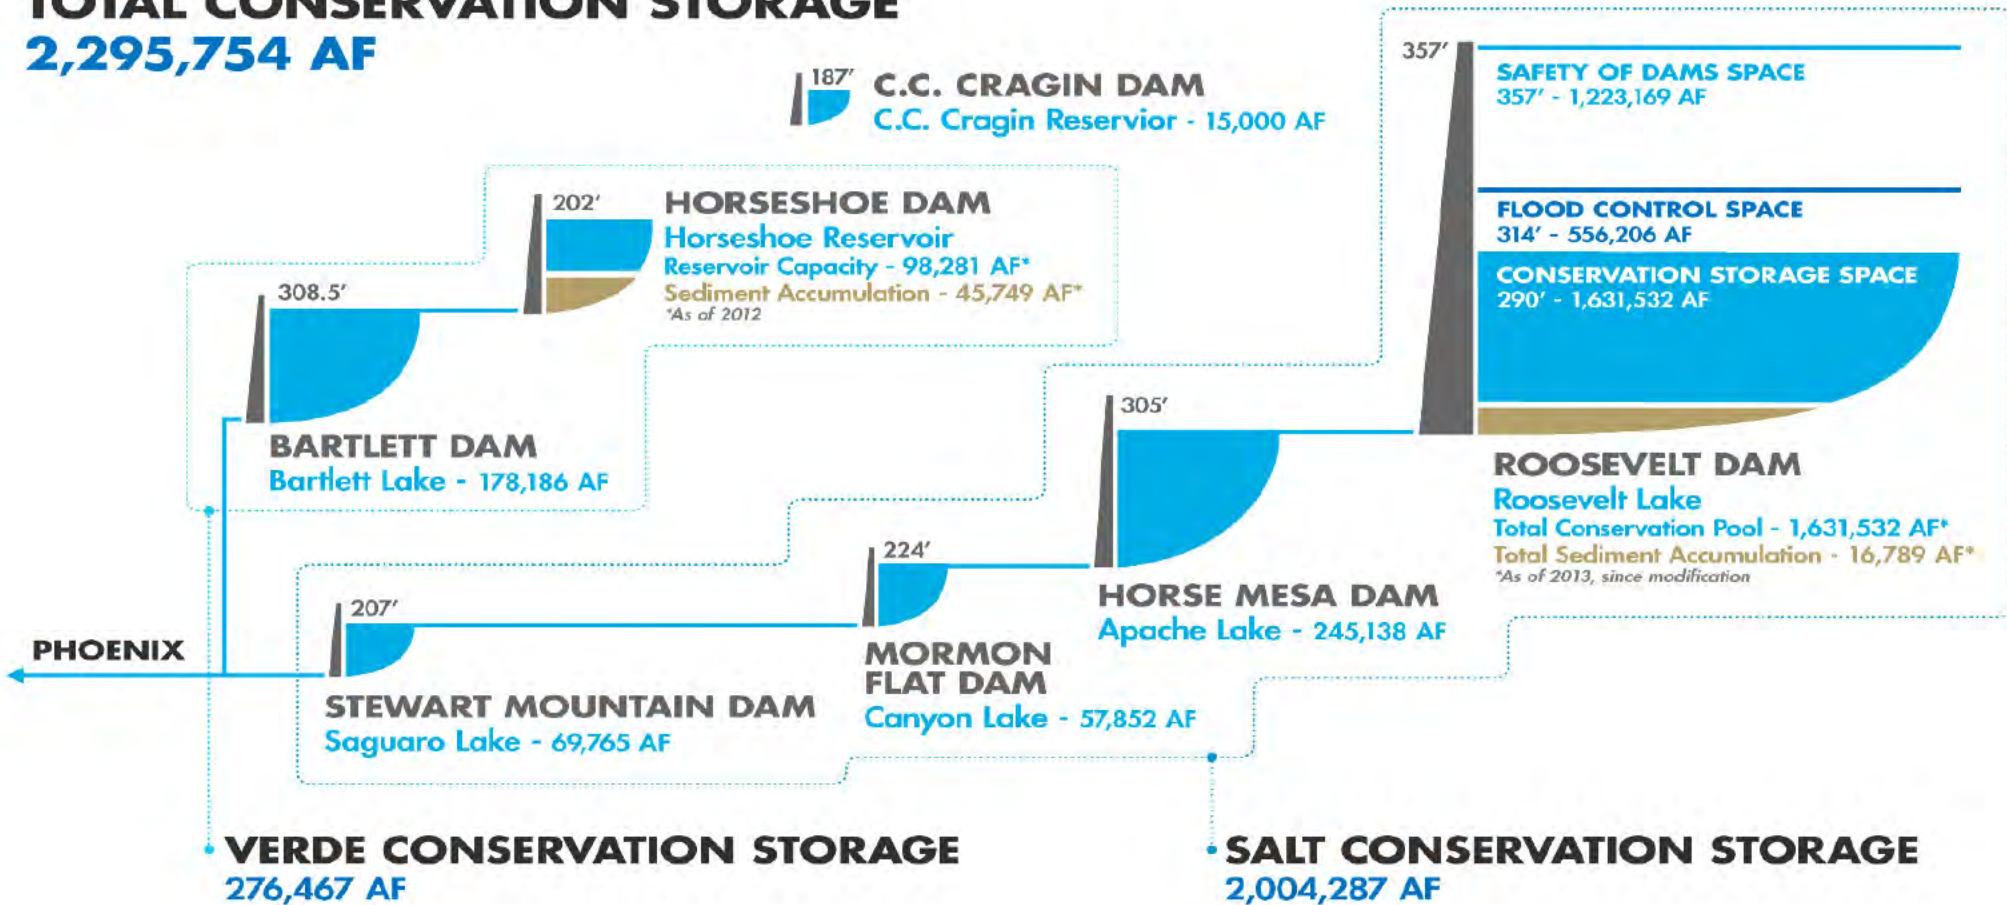 TOTAL CONSERVATION STORAGE
2,295,754 AF
187'
C.C. CRAGIN DAM
C.C. Cragin Reservior - 15,000 AF
357'
SAFETY OF DAMS SPACE
357' - 1,223,169 AF
FLOOD CONTROL SPACE
314' - 556,206 AF
CONSERVATION STORAGE SPACE
290' - 1,631,532 AF
202'
HORSESHOE DAM
Horseshoe Reservoir
Reservoir Capacity - 98,281 AF*
Sediment Accumulation - 45,749 AF*
*As of 2012
308.5'
BARTLETT DAM
Bartlett Lake - 178,186 AF
305'
ROOSEVELT DAM
Roosevelt Lake
Total Conservation Pool - 1,631,532 AF*
Total Sediment Accumulation - 16,789 AF*
*As of 2013, since modification
HORSE MESA DAM
Apache Lake - 245,138 AF
224'
MORMON
FLAT DAM
Canyon Lake - 57,852 AF
207'
PHOENIX
STEWART MOUNTAIN DAM
Saguaro Lake - 69,765 AF
VERDE CONSERVATION STORAGE
276,467 AF
SALT CONSERVATION STORAGE
2,004,287 AF